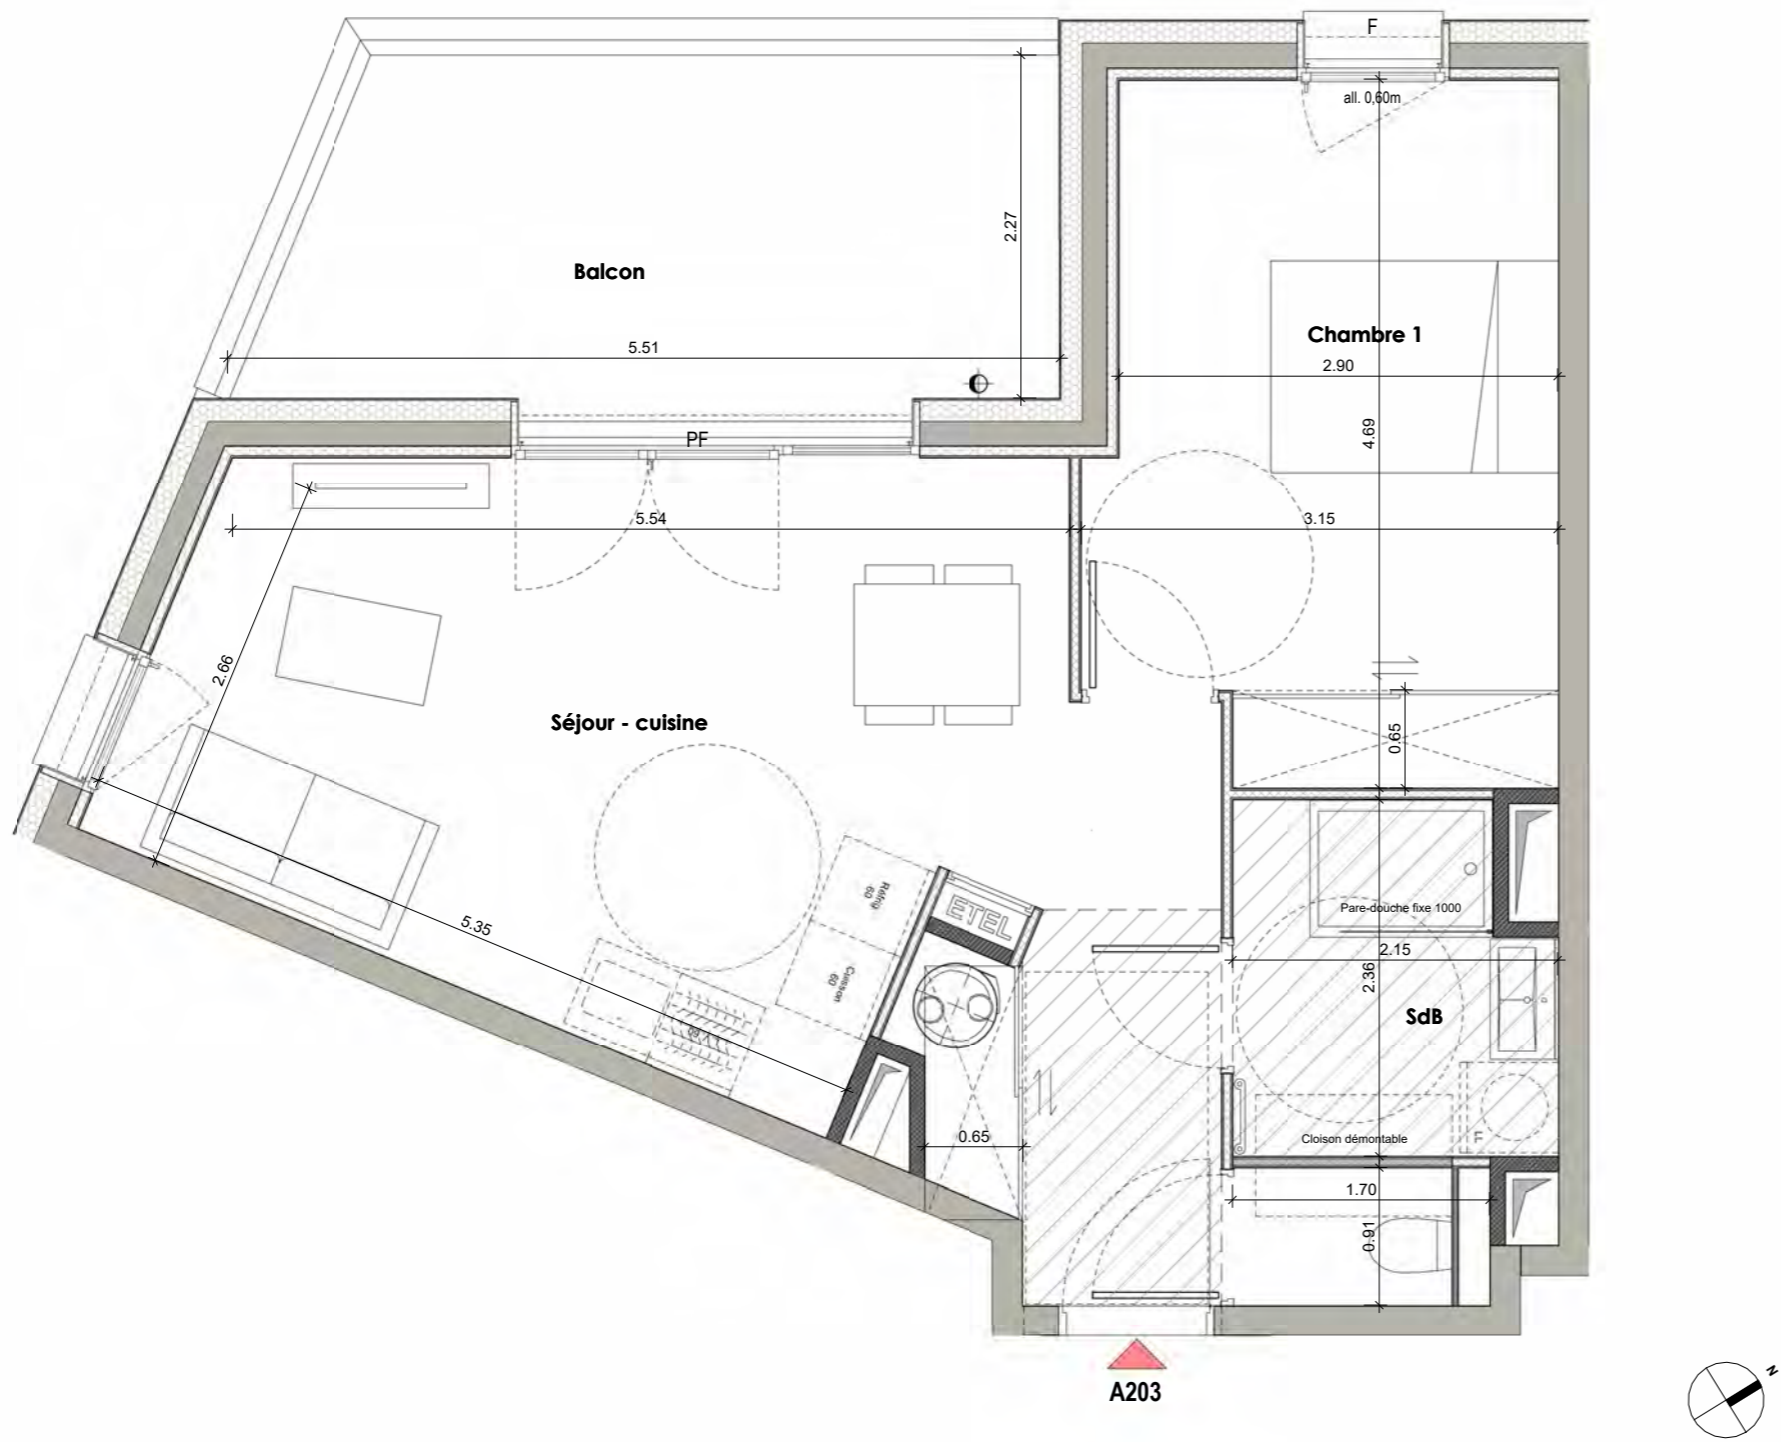 F
all. 0,60m
2.27
Balcon
5.51
Chambre 1
2.90
4.69
PF
5.54
3.15
2.66
Séjour - cuisine
0.65
Réfrig
60
ETEL
Pare-douche fixe 1000
5.35
2.15
2.36
Cuisson
60
SdB
LV 60
0.65
Cloison démontable
LL
1.70
0.91
A203
N